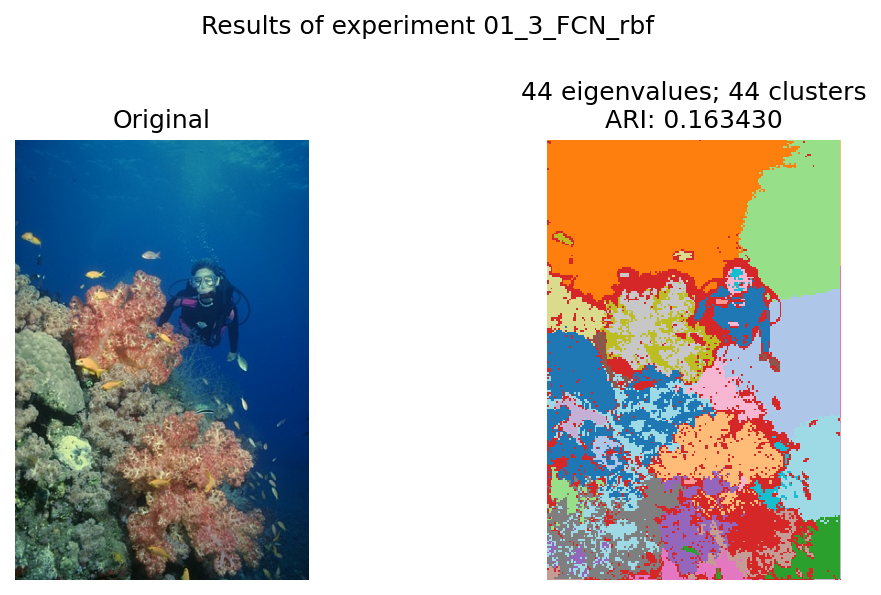 Results of experiment 01_3_FCN_rbf
Original
44 eigenvalues; 44 clusters
ARI: 0.163430